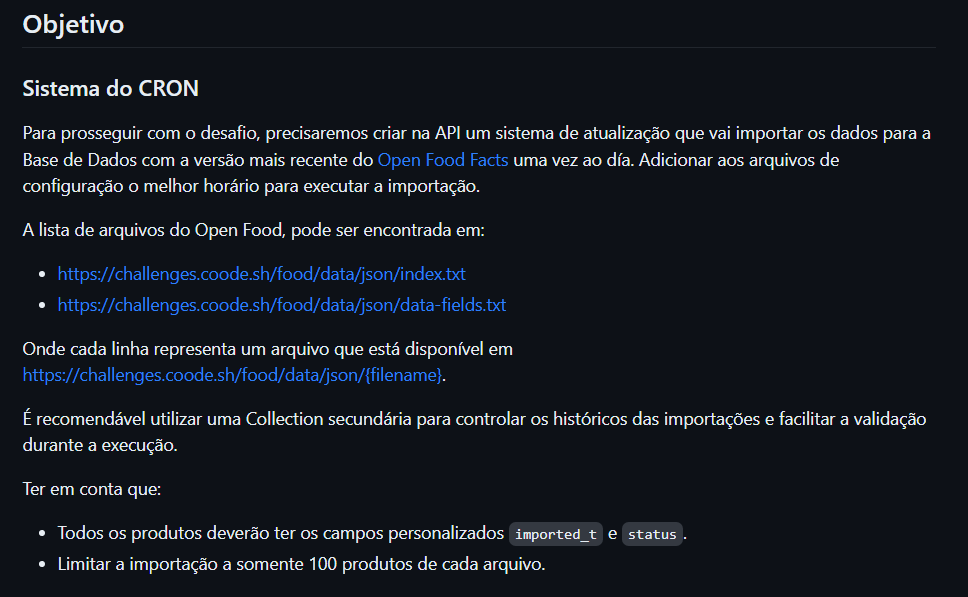 Objetivo
Sistema do CRON
Para prosseguir com o desafio, precisaremos criar na API um sistema de atualização que vai importar os dados para a
Base de Dados com a versão mais recente do Open Food Facts uma vez ao día. Adicionar aos arquivos de
configuração o melhor horário para executar a importação.
A lista de arquivos do Open Food, pode ser encontrada em:
• https://challenges.coode.sh/food/data/json/index.txt
• https://challenges.coode.sh/food/data/json/data-fields.txt
Onde cada linha representa um arquivo que está disponível em
https://challenges.coode.sh/food/data/json/{filename}.
É recomendável utilizar uma Collection secundária para controlar os históricos das importações e facilitar a validação
durante a execução.
Ter em conta que:
• Todos os produtos deverão ter os campos personalizados imported_t e status.
• Limitar a importação a somente 100 produtos de cada arquivo.